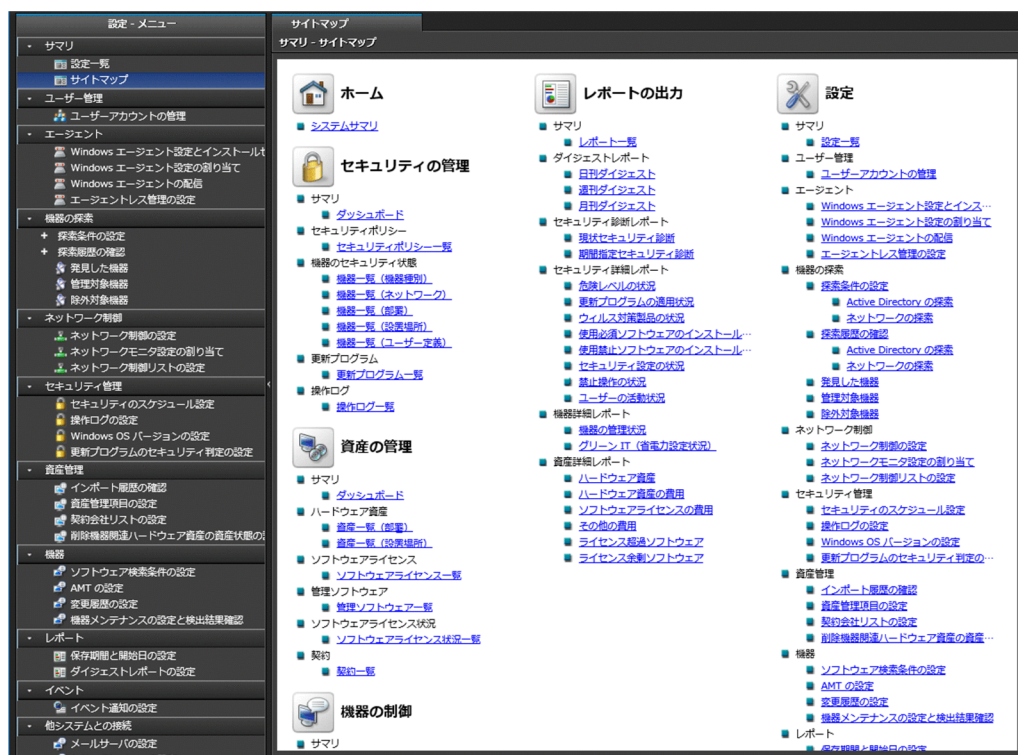 設定 - メニュー
サマリ
設定一覧
サイトマップ
ユーザー管理
ユーザーアカウントの管理
エージェント
Windows エージェント設定とインストールセ
Windows エージェント設定の割り当て
Windows エージェントの配信
エージェントレス管理の設定
機器の探索
探索条件の設定
探索履歴の確認
発見した機器
管理対象機器
除外対象機器
ネットワーク制御
ネットワーク制御の設定
ネットワークモニタ設定の割り当て
ネットワーク制御リストの設定
セキュリティ管理
セキュリティのスケジュール設定
操作ログの設定
Windows OS バージョンの設定
更新プログラムのセキュリティ判定の設定
資産管理
インポート履歴の確認
資産管理項目の設定
契約会社リストの設定
削除機器関連ハードウェア資産の資産状態の
機器
ソフトウェア検索条件の設定
AMT の設定
変更履歴の設定
機器メンテナンスの設定と検出結果確認
レポート
保存期間と開始日の設定
ダイジェストレポートの設定
イベント
イベント通知の設定
他システムとの接続
メールサーバの設定
サイトマップ
サマリ - サイトマップ
ホーム
システムサマリ
セキュリティの管理
サマリ
ダッシュボード
セキュリティポリシー
セキュリティポリシー一覧
機器のセキュリティ状態
機器一覧（機器種別）
機器一覧（ネットワーク）
機器一覧（部署）
機器一覧（設置場所）
機器一覧（ユーザー定義）
更新プログラム
更新プログラム一覧
操作ログ
操作ログ一覧
資産の管理
サマリ
ダッシュボード
ハードウェア資産
資産一覧（部署）
資産一覧（設置場所）
ソフトウェアライセンス
ソフトウェアライセンス一覧
管理ソフトウェア
管理ソフトウェア一覧
ソフトウェアライセンス状況
ソフトウェアライセンス状況一覧
契約
契約一覧
機器の制御
サマリ
レポートの出力
サマリ
レポート一覧
ダイジェストレポート
日刊ダイジェスト
週刊ダイジェスト
月刊ダイジェスト
セキュリティ診断レポート
現状セキュリティ診断
期間指定セキュリティ診断
セキュリティ詳細レポート
危険レベルの状況
更新プログラムの適用状況
ウィルス対策製品の状況
使用必須ソフトウェアのインストール…
使用禁止ソフトウェアのインストール…
セキュリティ設定の状況
禁止操作の状況
ユーザーの活動状況
機器詳細レポート
機器の管理状況
グリーン IT（省電力設定状況）
資産詳細レポート
ハードウェア資産
ハードウェア資産の費用
ソフトウェアライセンスの費用
その他の費用
ライセンス超過ソフトウェア
ライセンス余剰ソフトウェア
設定
サマリ
設定一覧
ユーザー管理
ユーザーアカウントの管理
エージェント
Windows エージェント設定とインス…
Windows エージェント設定の割り当て
Windows エージェントの配信
エージェントレス管理の設定
機器の探索
探索条件の設定
Active Directory の探索
ネットワークの探索
探索履歴の確認
Active Directory の探索
ネットワークの探索
発見した機器
管理対象機器
除外対象機器
ネットワーク制御
ネットワーク制御の設定
ネットワークモニタ設定の割り当て
ネットワーク制御リストの設定
セキュリティ管理
セキュリティのスケジュール設定
操作ログの設定
Windows OS バージョンの設定
更新プログラムのセキュリティ判定の…
資産管理
インポート履歴の確認
資産管理項目の設定
契約会社リストの設定
削除機器関連ハードウェア資産の資産…
機器
ソフトウェア検索条件の設定
AMT の設定
変更履歴の設定
機器メンテナンスの設定と検出結果確認
レポート
保存期間と開始日の設定